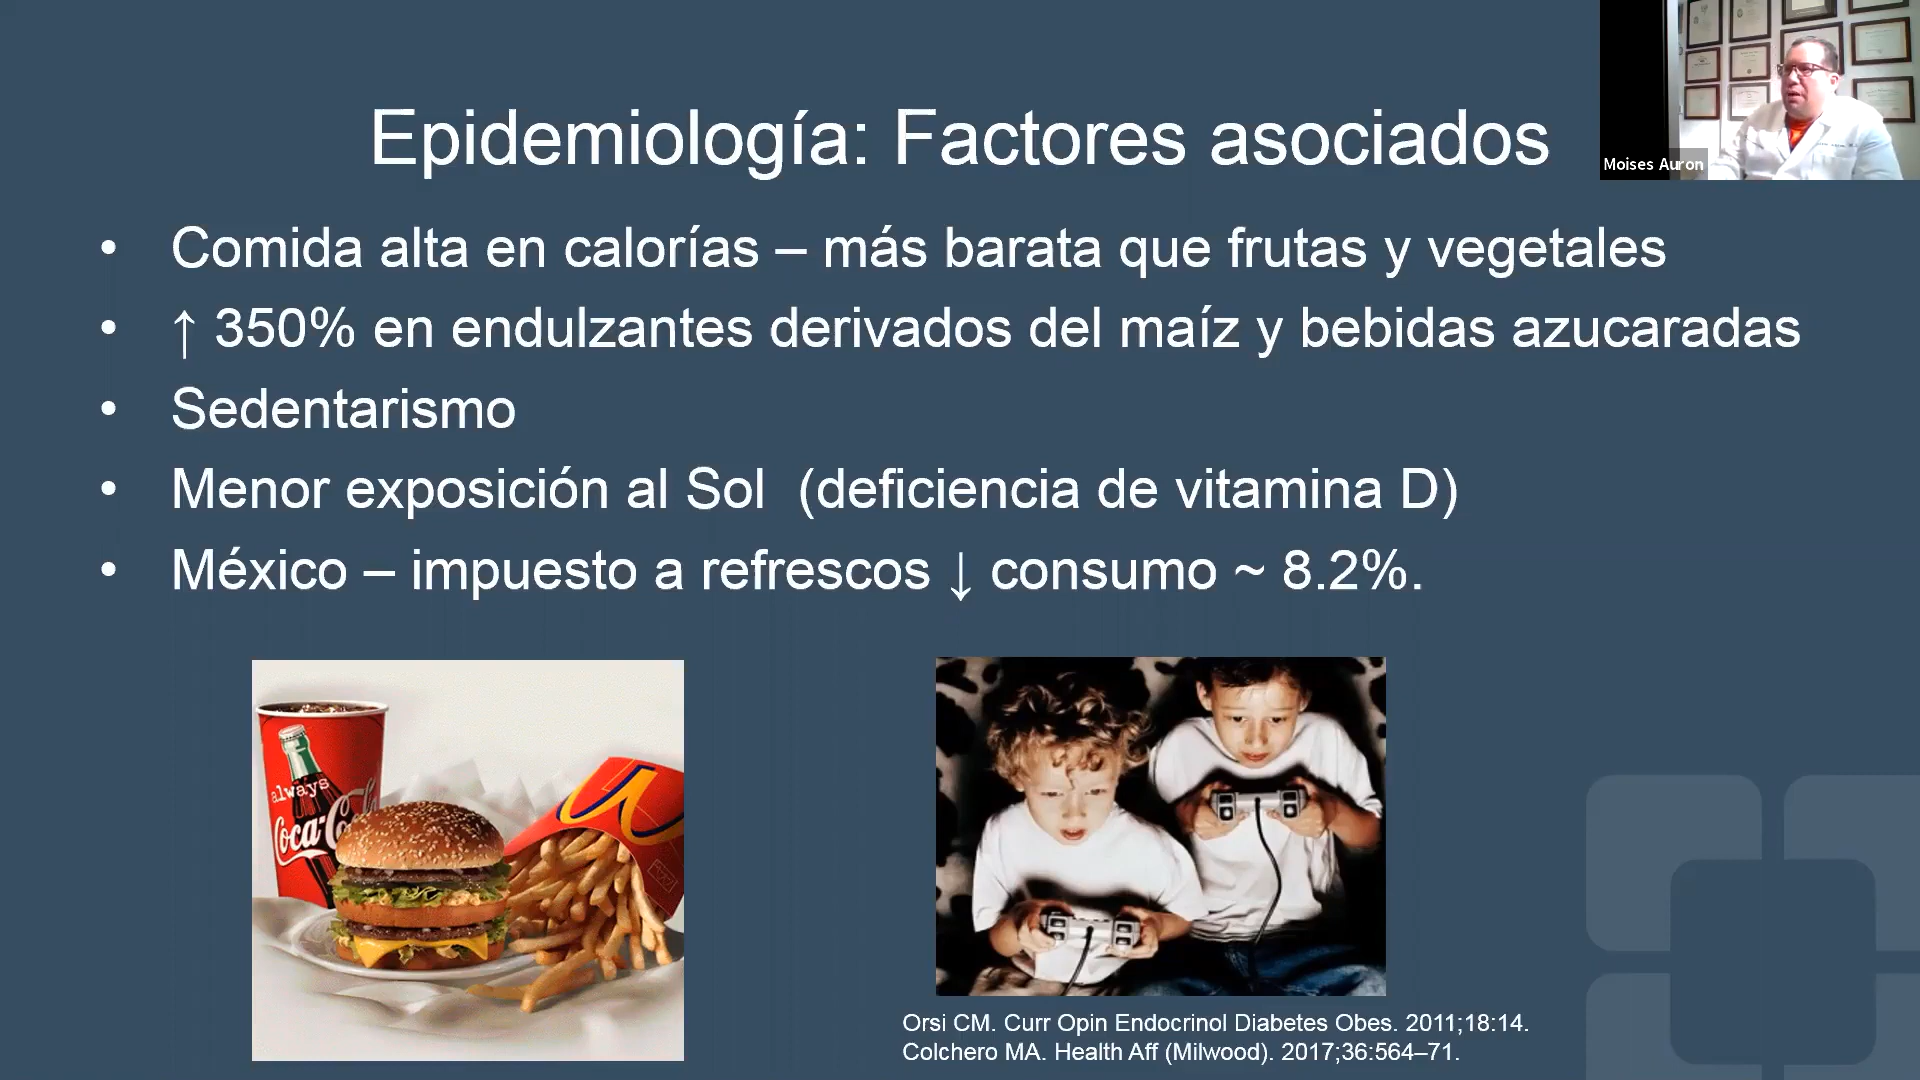 Epidemiología: Factores asociados
Moises Auron
• Comida alta en calorías – más barata que frutas y vegetales
• ↑ 350% en endulzantes derivados del maíz y bebidas azucaradas
• Sedentarismo
• Menor exposición al Sol (deficiencia de vitamina D)
• México – impuesto a refrescos ↓ consumo ~ 8.2%.
always
Coca-Co
Orsi CM. Curr Opin Endocrinol Diabetes Obes. 2011;18:14.
Colchero MA. Health Aff (Milwood). 2017;36:564–71.